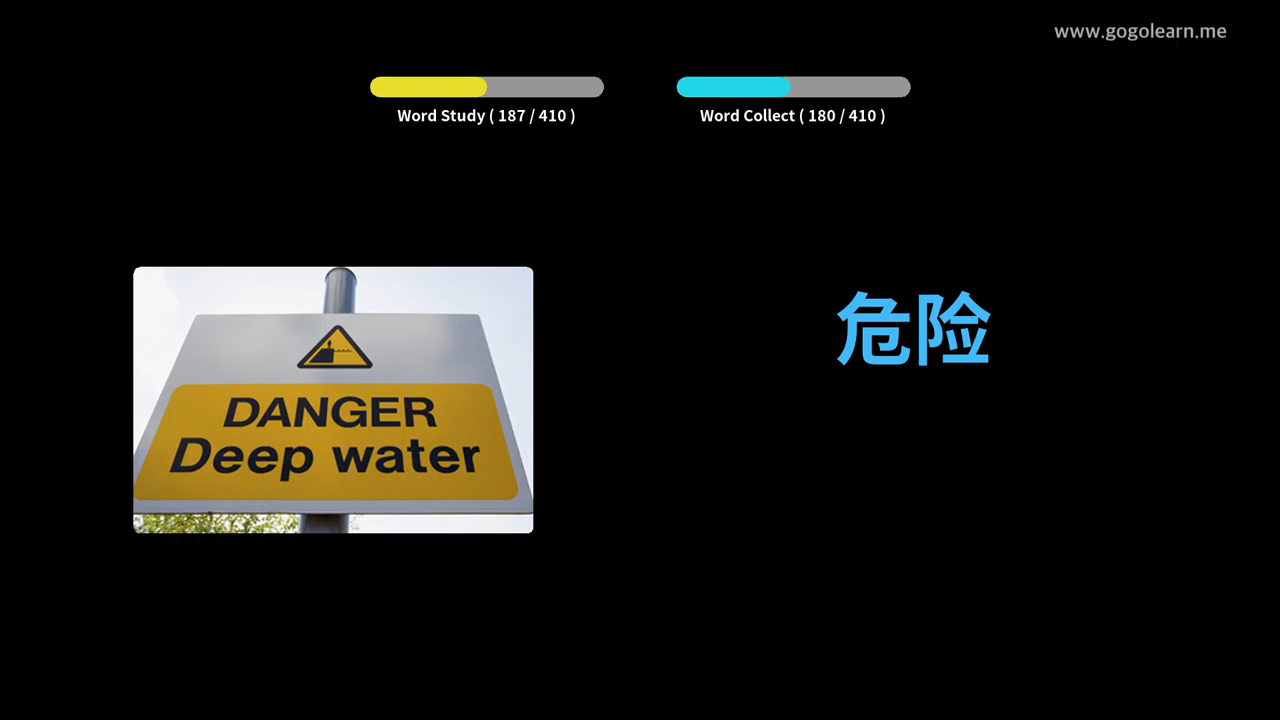 www.gogolearn.me
Word Study ( 187 / 410 )
Word Collect ( 180 / 410 )
危险
DANGER
Deep water